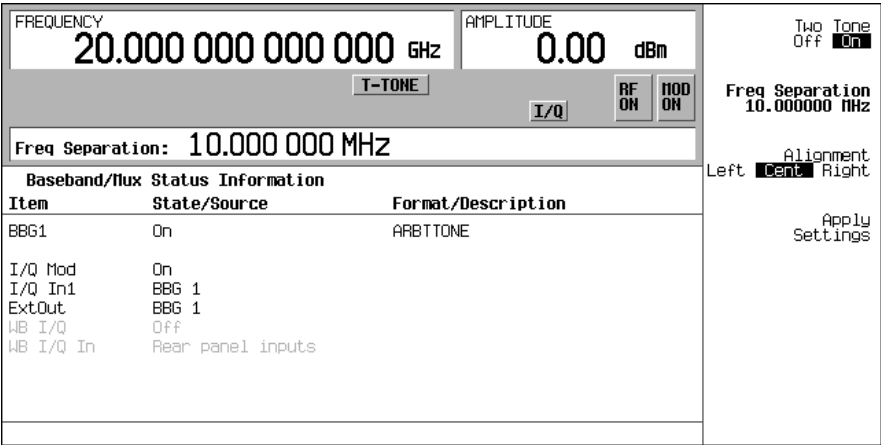 FREQUENCY
20.000 000 000 000 GHz
AMPLITUDE
0.00 dBm
T-TONE
I/Q
RF ON
MOD ON
Freq Separation: 10.000 000 MHz
Baseband/Mux Status Information
Item State/Source Format/Description
BBG1 On ARBTTONE
I/Q Mod On
I/Q In1 BBG 1
ExtOut BBG 1
WB I/Q Off
WB I/Q In Rear panel inputs
Two Tone
Off On
Freq Separation
10.000000 MHz
Alignment
Left Cent Right
Apply
Settings